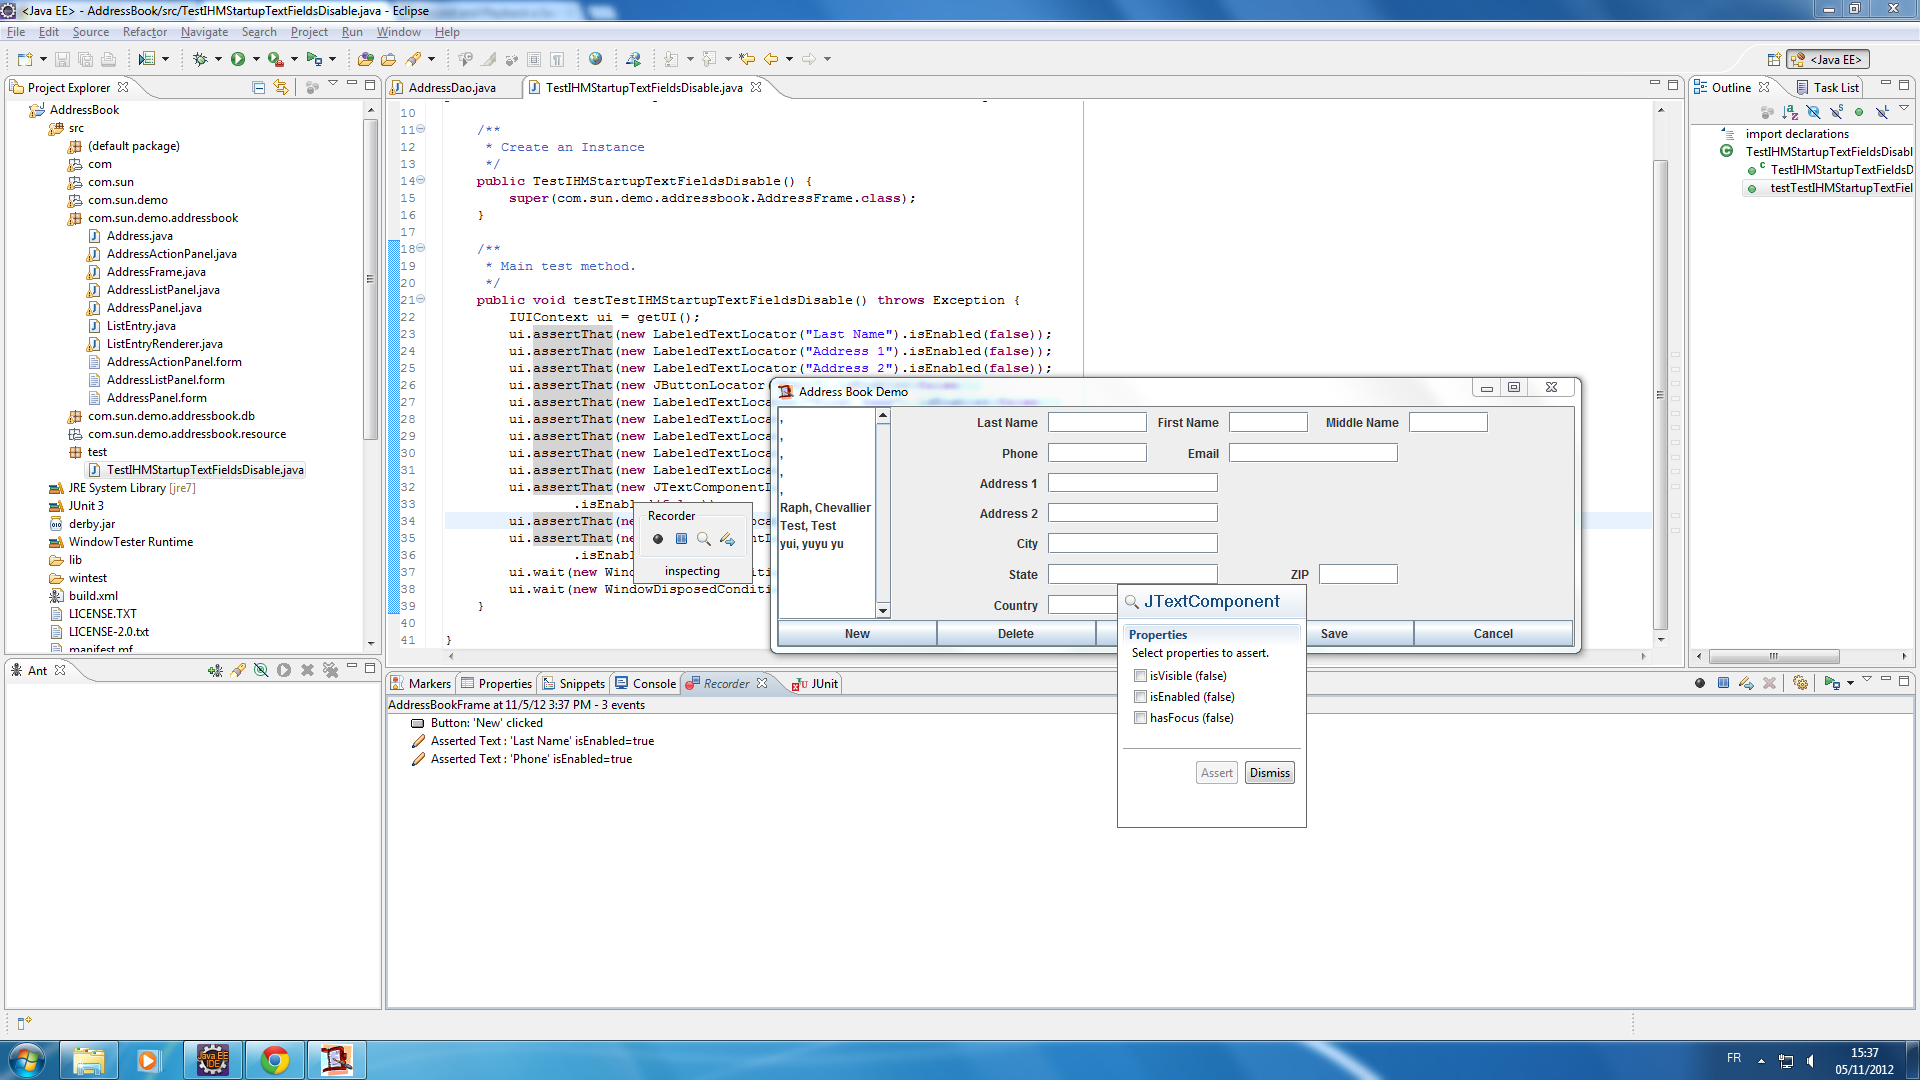 <Java EE> - AddressBook/src/TestIHMStartupTextFieldsDisable.java - Eclipse
File Edit Source Refactor Navigate Search Project Run Window Help
<Java EE>
Project Explorer
AddressBook
src
(default package)
com
com.sun
com.sun.demo
com.sun.demo.addressbook
Address.java
AddressActionPanel.java
AddressFrame.java
AddressListPanel.java
AddressPanel.java
ListEntry.java
ListEntryRenderer.java
AddressActionPanel.form
AddressListPanel.form
AddressPanel.form
com.sun.demo.addressbook.db
com.sun.demo.addressbook.resource
test
TestIHMStartupTextFieldsDisable.java
JRE System Library [jre7]
JUnit 3
derby.jar
WindowTester Runtime
lib
wintest
build.xml
LICENSE.TXT
LICENSE-2.0.txt
manifest.mf
AddressDao.java
TestIHMStartupTextFieldsDisable.java
10
11 /**
12 * Create an Instance
13 */
14 public TestIHMStartupTextFieldsDisable() {
15 super(com.sun.demo.addressbook.AddressFrame.class);
16 }
17
18 /**
19 * Main test method.
20 */
21 public void testTestIHMStartupTextFieldsDisable() throws Exception {
22 IUIContext ui = getUI();
23 ui.assertThat(new LabeledTextLocator("Last Name").isEnabled(false));
24 ui.assertThat(new LabeledTextLocator("Address 1").isEnabled(false));
25 ui.assertThat(new LabeledTextLocator("Address 2").isEnabled(false));
26 ui.assertThat(new JButtonLocator
27 ui.assertThat(new LabeledTextLoca
28 ui.assertThat(new LabeledTextLoca
29 ui.assertThat(new LabeledTextLoca
30 ui.assertThat(new LabeledTextLoca
31 ui.assertThat(new LabeledTextLoca
32 ui.assertThat(new JTextComponent
33 .isEnab
34 ui.assertThat(ne
35 ui.assertThat(ne
36 .isEnab
37 ui.wait(new Wind
38 ui.wait(new WindowDisposedConditi
39 }
40
41 }
Recorder
inspecting
Address Book Demo
,
,
,
,
,
Raph, Chevallier
Test, Test
yui, yuyu yu
Last Name First Name Middle Name
Phone Email
Address 1
Address 2
City
State ZIP
Country
New Delete Save Cancel
JTextComponent
Properties
Select properties to assert.
isVisible (false)
isEnabled (false)
hasFocus (false)
Assert Dismiss
Outline Task List
import declarations
TestIHMStartupTextFieldsDisabl
TestIHMStartupTextFieldsD
testTestIHMStartupTextFiel
Ant
Markers Properties Snippets Console Recorder JUnit
AddressBookFrame at 11/5/12 3:37 PM - 3 events
Button: 'New' clicked
Asserted Text : 'Last Name' isEnabled=true
Asserted Text : 'Phone' isEnabled=true
Java EE
IDE
FR
15:37
05/11/2012